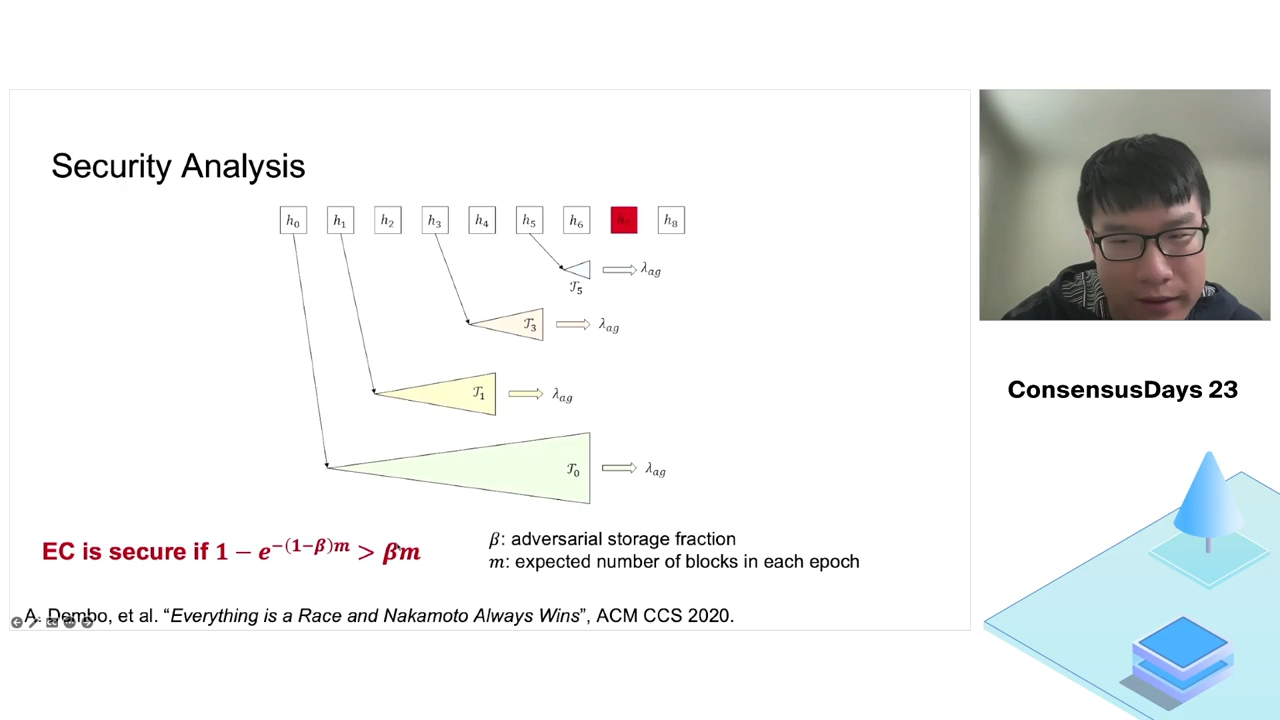 Security Analysis
h0 h1 h2 h3 h4 h5 h6 h8
λag
𝒯5
𝒯3 λag
𝒯1 λag
𝒯0 λag
EC is secure if 1 − e^−(1−β)m > βm
β: adversarial storage fraction
m: expected number of blocks in each epoch
A. Dembo, et al. “Everything is a Race and Nakamoto Always Wins”, ACM CCS 2020.
ConsensusDays 23